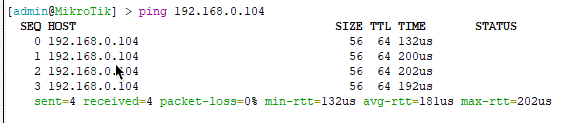 [admin@MikroTik] > ping 192.168.0.104
SEQ HOST SIZE TTL TIME STATUS
0 192.168.0.104 56 64 132us
1 192.168.0.104 56 64 200us
2 192.168.0.104 56 64 202us
3 192.168.0.104 56 64 192us
sent=4 received=4 packet-loss=0% min-rtt=132us avg-rtt=181us max-rtt=202us